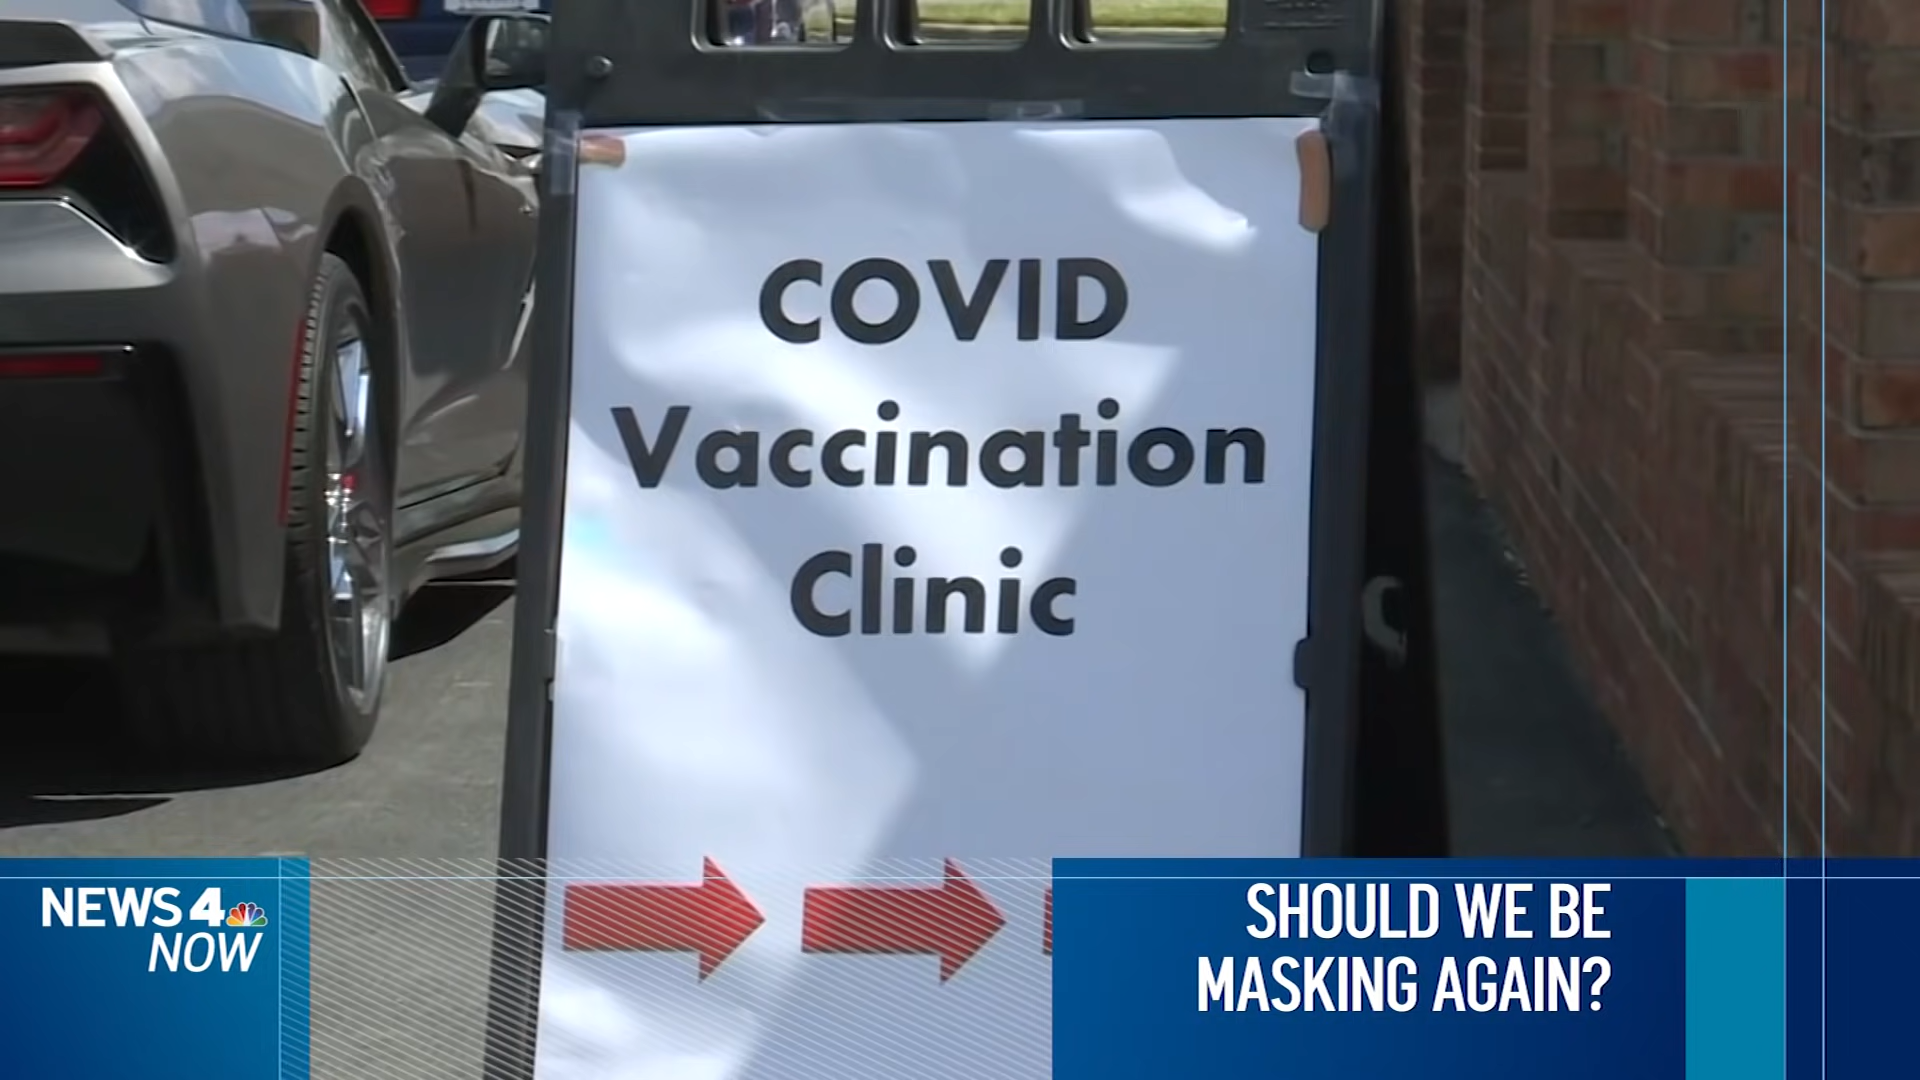 COVID
Vaccination
Clinic
NEWS 4
NOW
SHOULD WE BE
MASKING AGAIN?